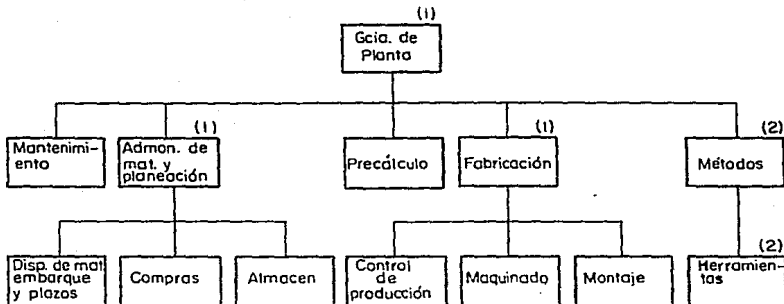 (1)
Gcia. de
Planta
Mantenimi-
ento
(1)
Admon. de
mat. y
planeación
Precálculo
(1)
Fabricación
(2)
Métodos
Disp. de mat.
embarque
y plazos
Compras
Almacen
Control
de
producción
Maquinado
Montaje
(2)
Herramien-
tas